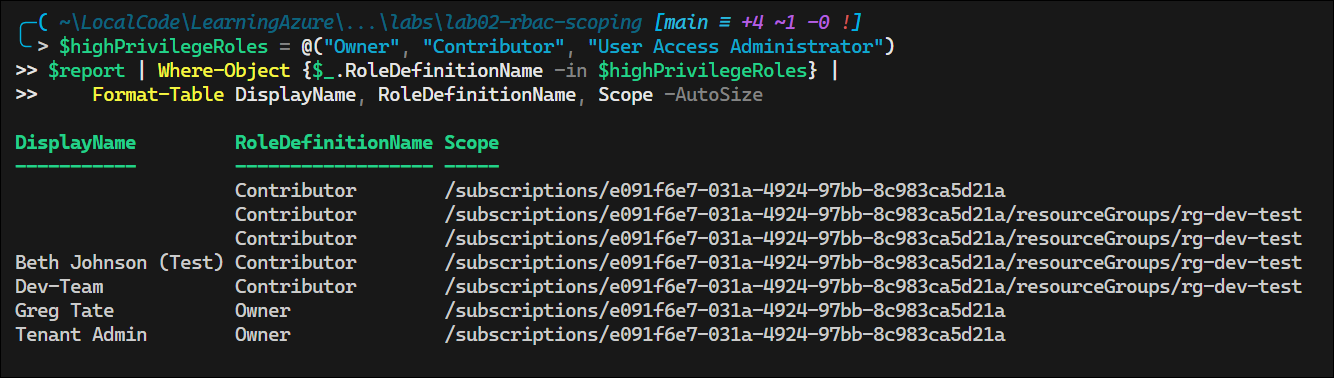 ~\LocalCode\LearningAzure\...\labs\lab02-rbac-scoping [main ≡ +4 ~1 -0 !]
> $highPrivilegeRoles = @("Owner", "Contributor", "User Access Administrator")
>> $report | Where-Object {$_.RoleDefinitionName -in $highPrivilegeRoles} |
>>     Format-Table DisplayName, RoleDefinitionName, Scope -AutoSize
DisplayName         RoleDefinitionName Scope
-----------         ------------------ -----
                    Contributor        /subscriptions/e091f6e7-031a-4924-97bb-8c983ca5d21a
                    Contributor        /subscriptions/e091f6e7-031a-4924-97bb-8c983ca5d21a/resourceGroups/rg-dev-test
                    Contributor        /subscriptions/e091f6e7-031a-4924-97bb-8c983ca5d21a/resourceGroups/rg-dev-test
Beth Johnson (Test) Contributor        /subscriptions/e091f6e7-031a-4924-97bb-8c983ca5d21a/resourceGroups/rg-dev-test
Dev-Team            Contributor        /subscriptions/e091f6e7-031a-4924-97bb-8c983ca5d21a/resourceGroups/rg-dev-test
Greg Tate           Owner              /subscriptions/e091f6e7-031a-4924-97bb-8c983ca5d21a
Tenant Admin        Owner              /subscriptions/e091f6e7-031a-4924-97bb-8c983ca5d21a